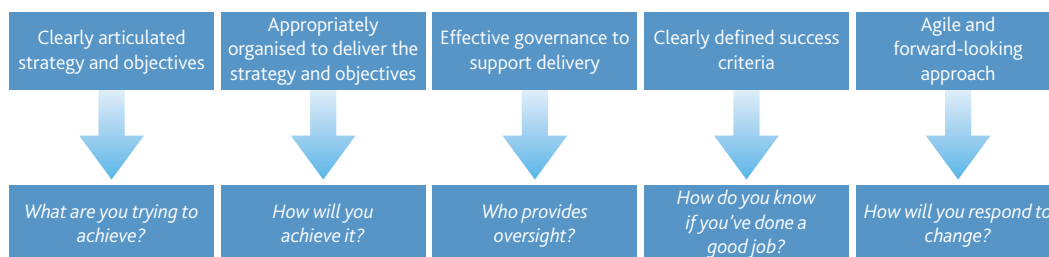 Clearly articulated
strategy and objectives
Appropriately
organised to deliver the
strategy and objectives
Effective governance to
support delivery
Clearly defined success
criteria
Agile and
forward-looking
approach
What are you trying to
achieve?
How will you
achieve it?
Who provides
oversight?
How do you know
if you've done a
good job?
How will you respond to
change?